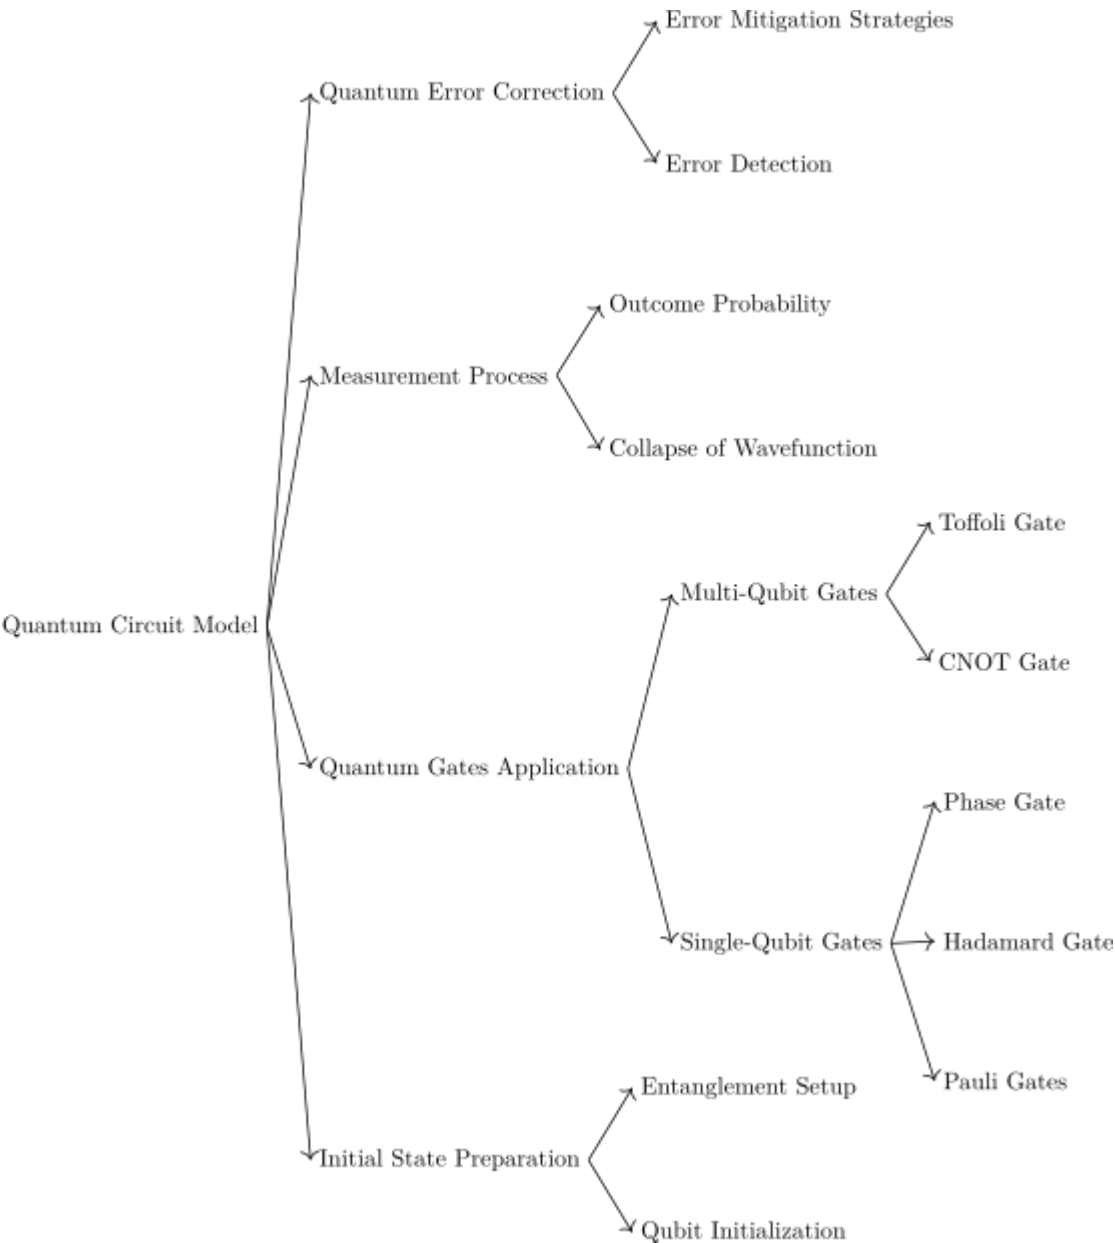 Error Mitigation Strategies
Quantum Error Correction
Error Detection
Outcome Probability
Measurement Process
Collapse of Wavefunction
Toffoli Gate
Multi-Qubit Gates
Quantum Circuit Model
CNOT Gate
Quantum Gates Application
Phase Gate
Single-Qubit Gates
Hadamard Gate
Pauli Gates
Entanglement Setup
Initial State Preparation
Qubit Initialization